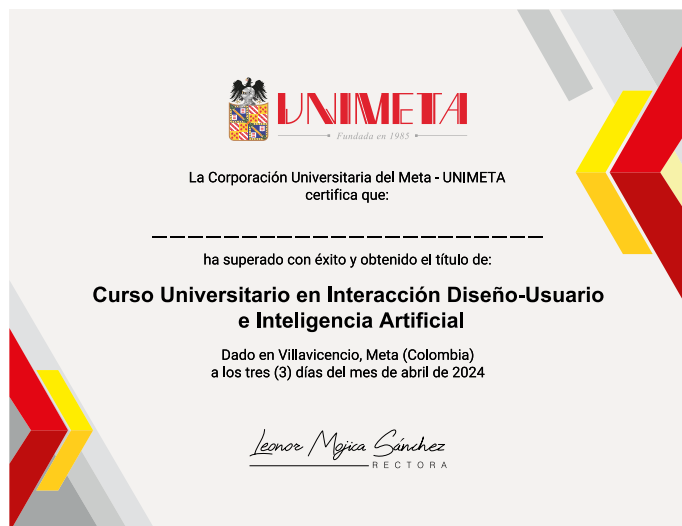 UNIMETA
Fundada en 1985
La Corporación Universitaria del Meta - UNIMETA
certifica que:
ha superado con éxito y obtenido el título de:
Curso Universitario en Interacción Diseño-Usuario
e Inteligencia Artificial
Dado en Villavicencio, Meta (Colombia)
a los tres (3) días del mes de abril de 2024
Leonor Mojica Sánchez
RECTORA